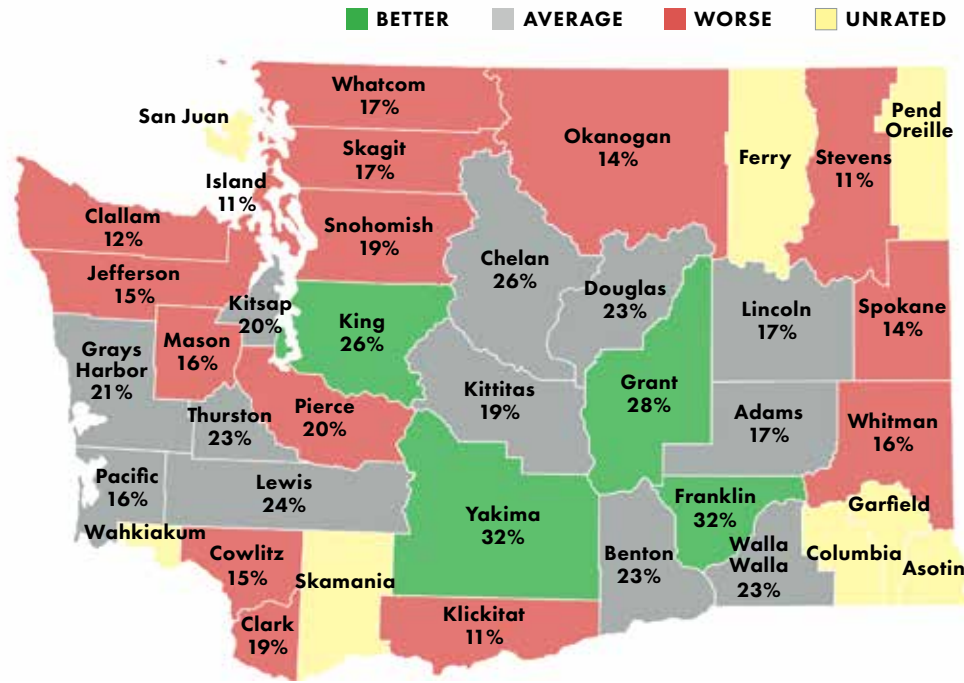 BETTER AVERAGE WORSE UNRATED
Whatcom
17%
San Juan
Skagit
17%
Okanogan
14%
Ferry
Stevens
11%
Pend
Oreille
Island
11%
Clallam
12%
Snohomish
19%
Jefferson
15%
Chelan
26%
Douglas
23%
Kitsap
20%
King
26%
Lincoln
17%
Spokane
14%
Mason
16%
Grays
Harbor
21%
Kittitas
19%
Grant
28%
Thurston
23%
Pierce
20%
Adams
17%
Whitman
16%
Pacific
16%
Lewis
24%
Yakima
32%
Franklin
32%
Garfield
Wahkiakum
Cowlitz
15%
Skamania
Benton
23%
Walla
Walla
23%
Columbia
Asotin
Clark
19%
Klickitat
11%